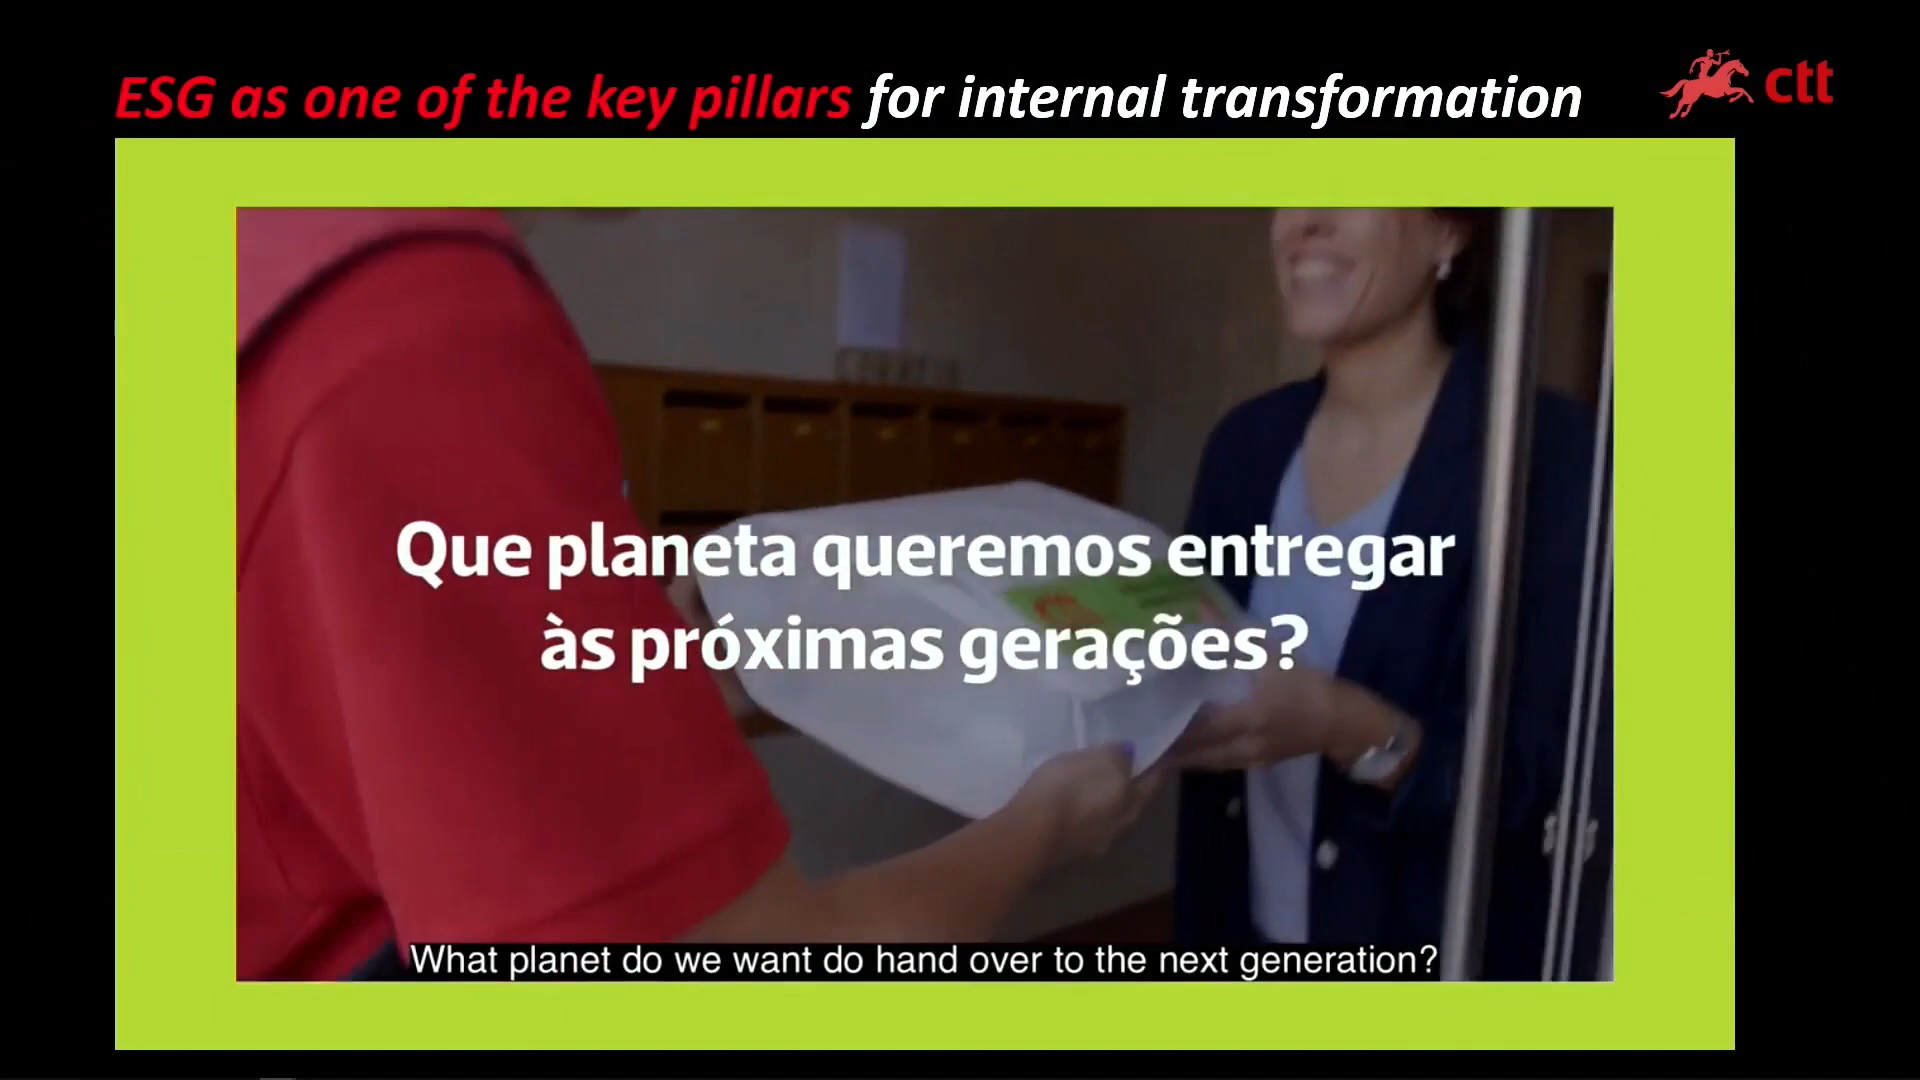 ESG as one of the key pillars for internal transformation
ctt
Que planeta queremos entregar
às próximas gerações?
What planet do we want do hand over to the next generation?